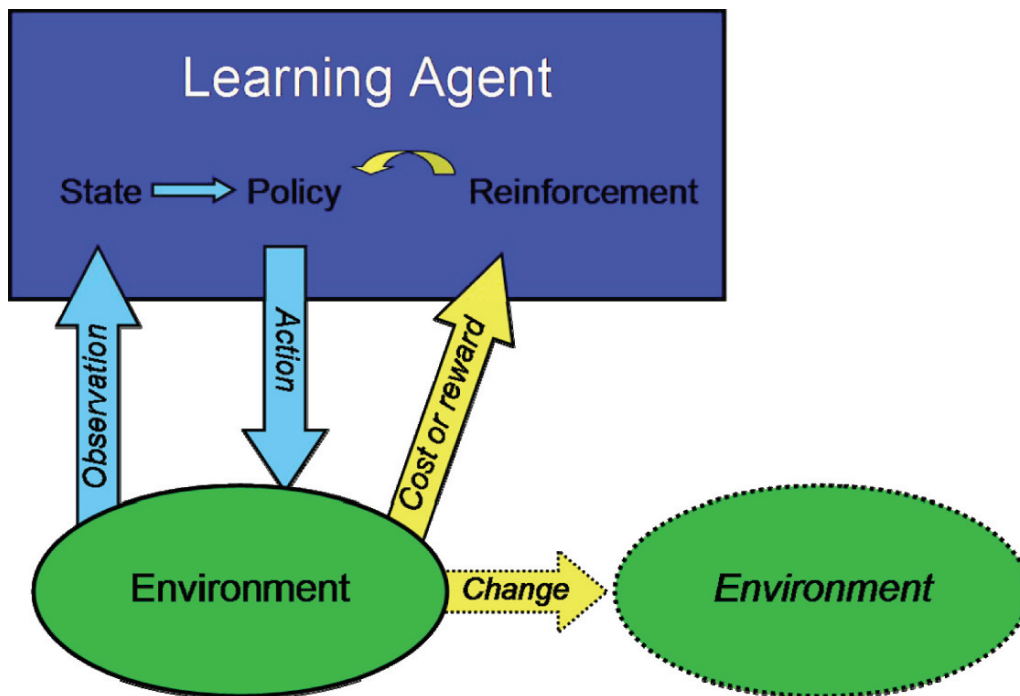 Learning Agent
State Policy Reinforcement
Observation
Action
Cost or reward
Environment
Change
Environment